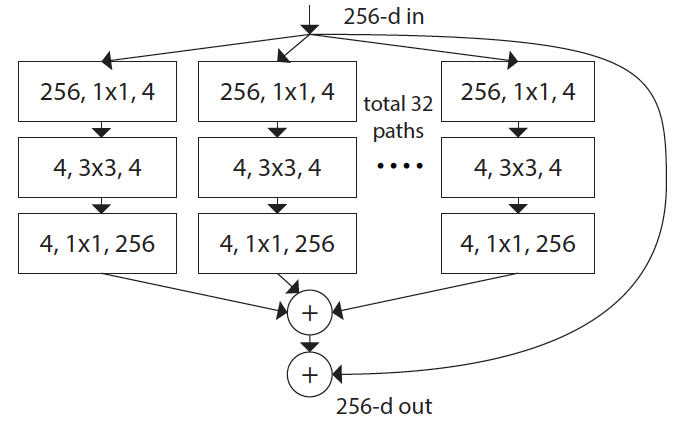 256-d in
256, 1x1, 4
256, 1x1, 4
256, 1x1, 4
total 32
paths
4, 3x3, 4
4, 3x3, 4
4, 3x3, 4
4, 1x1, 256
4, 1x1, 256
4, 1x1, 256
+
+
256-d out